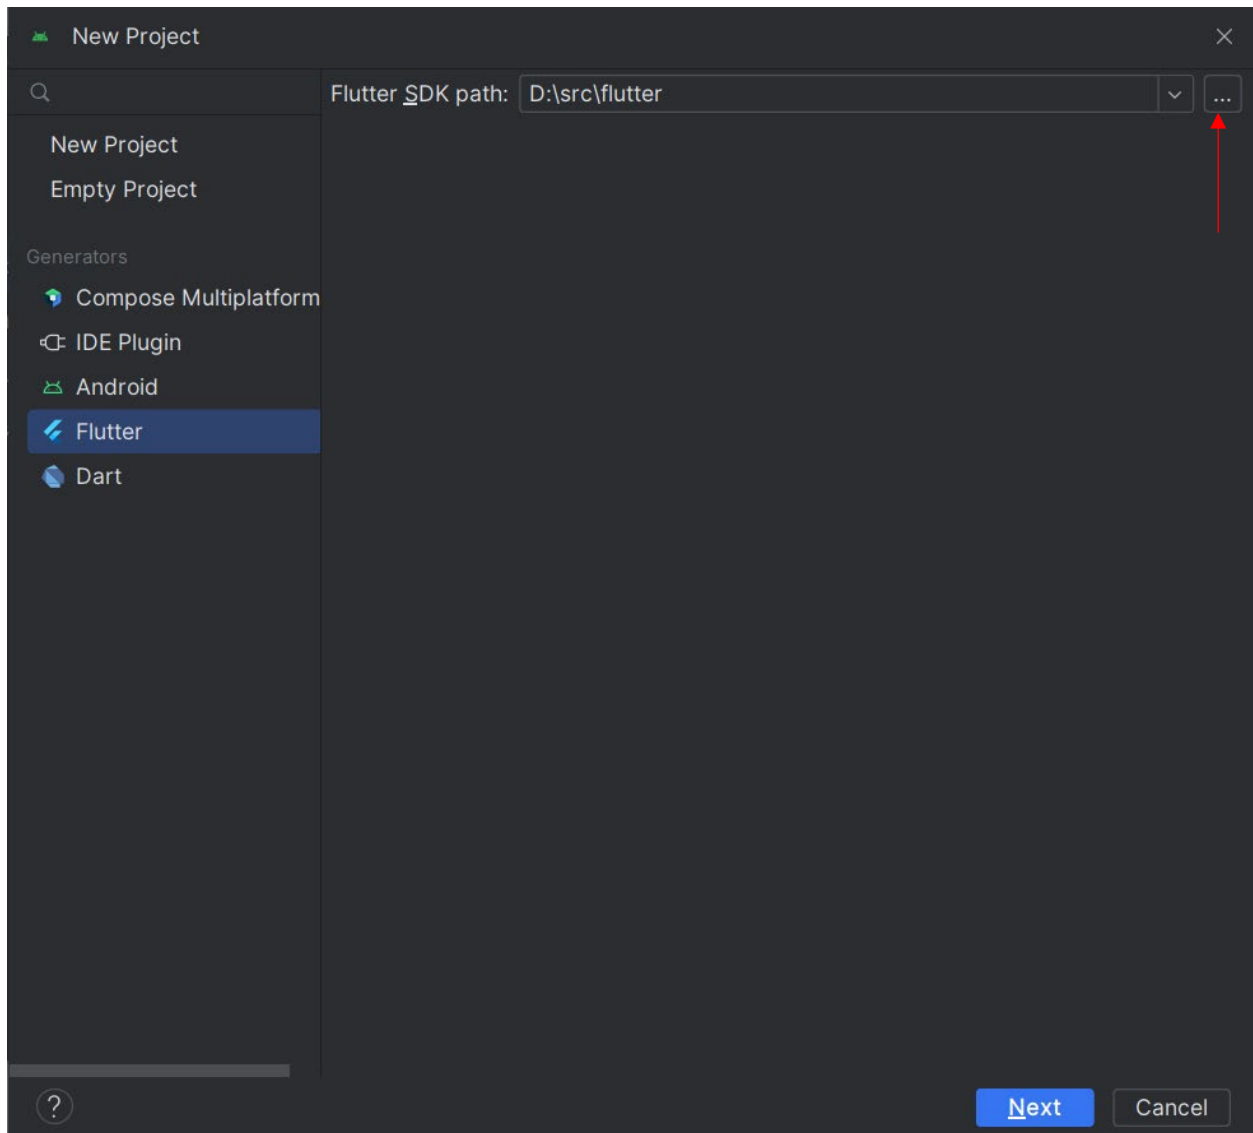 New Project
Flutter SDK path: D:\src\flutter ...
New Project
Empty Project
Generators
Compose Multiplatform
IDE Plugin
Android
Flutter
Dart
? Next Cancel